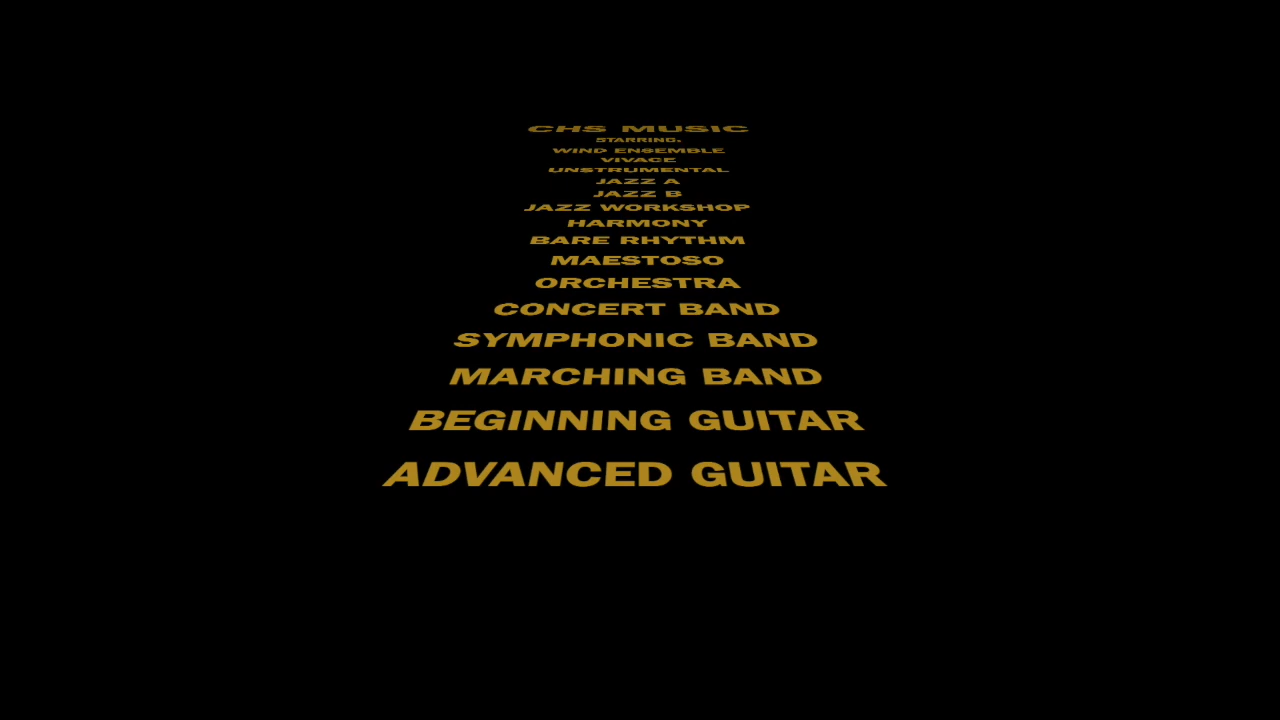 CHS MUSIC
STARRING.
WIND ENSEMBLE
VIVACE
UNSTRUMENTAL
JAZZ A
JAZZ B
JAZZ WORKSHOP
HARMONY
BARE RHYTHM
MAESTOSO
ORCHESTRA
CONCERT BAND
SYMPHONIC BAND
MARCHING BAND
BEGINNING GUITAR
ADVANCED GUITAR